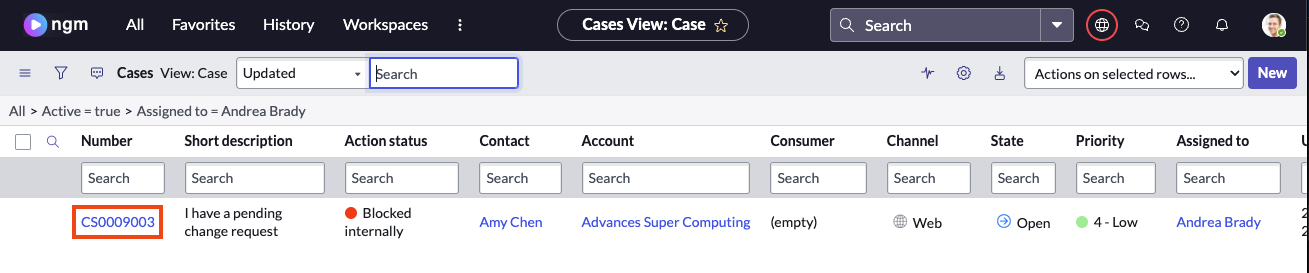 ngm All Favorites History Workspaces Cases View: Case Search
Cases View: Case Updated Search Actions on selected rows... New
All > Active = true > Assigned to = Andrea Brady
Number Short description Action status Contact Account Consumer Channel State Priority Assigned to U
Search Search Search Search Search Search Search Search Search Search
CS0009003 I have a pending change request Blocked internally Amy Chen Advances Super Computing (empty) Web Open 4 - Low Andrea Brady 2
2